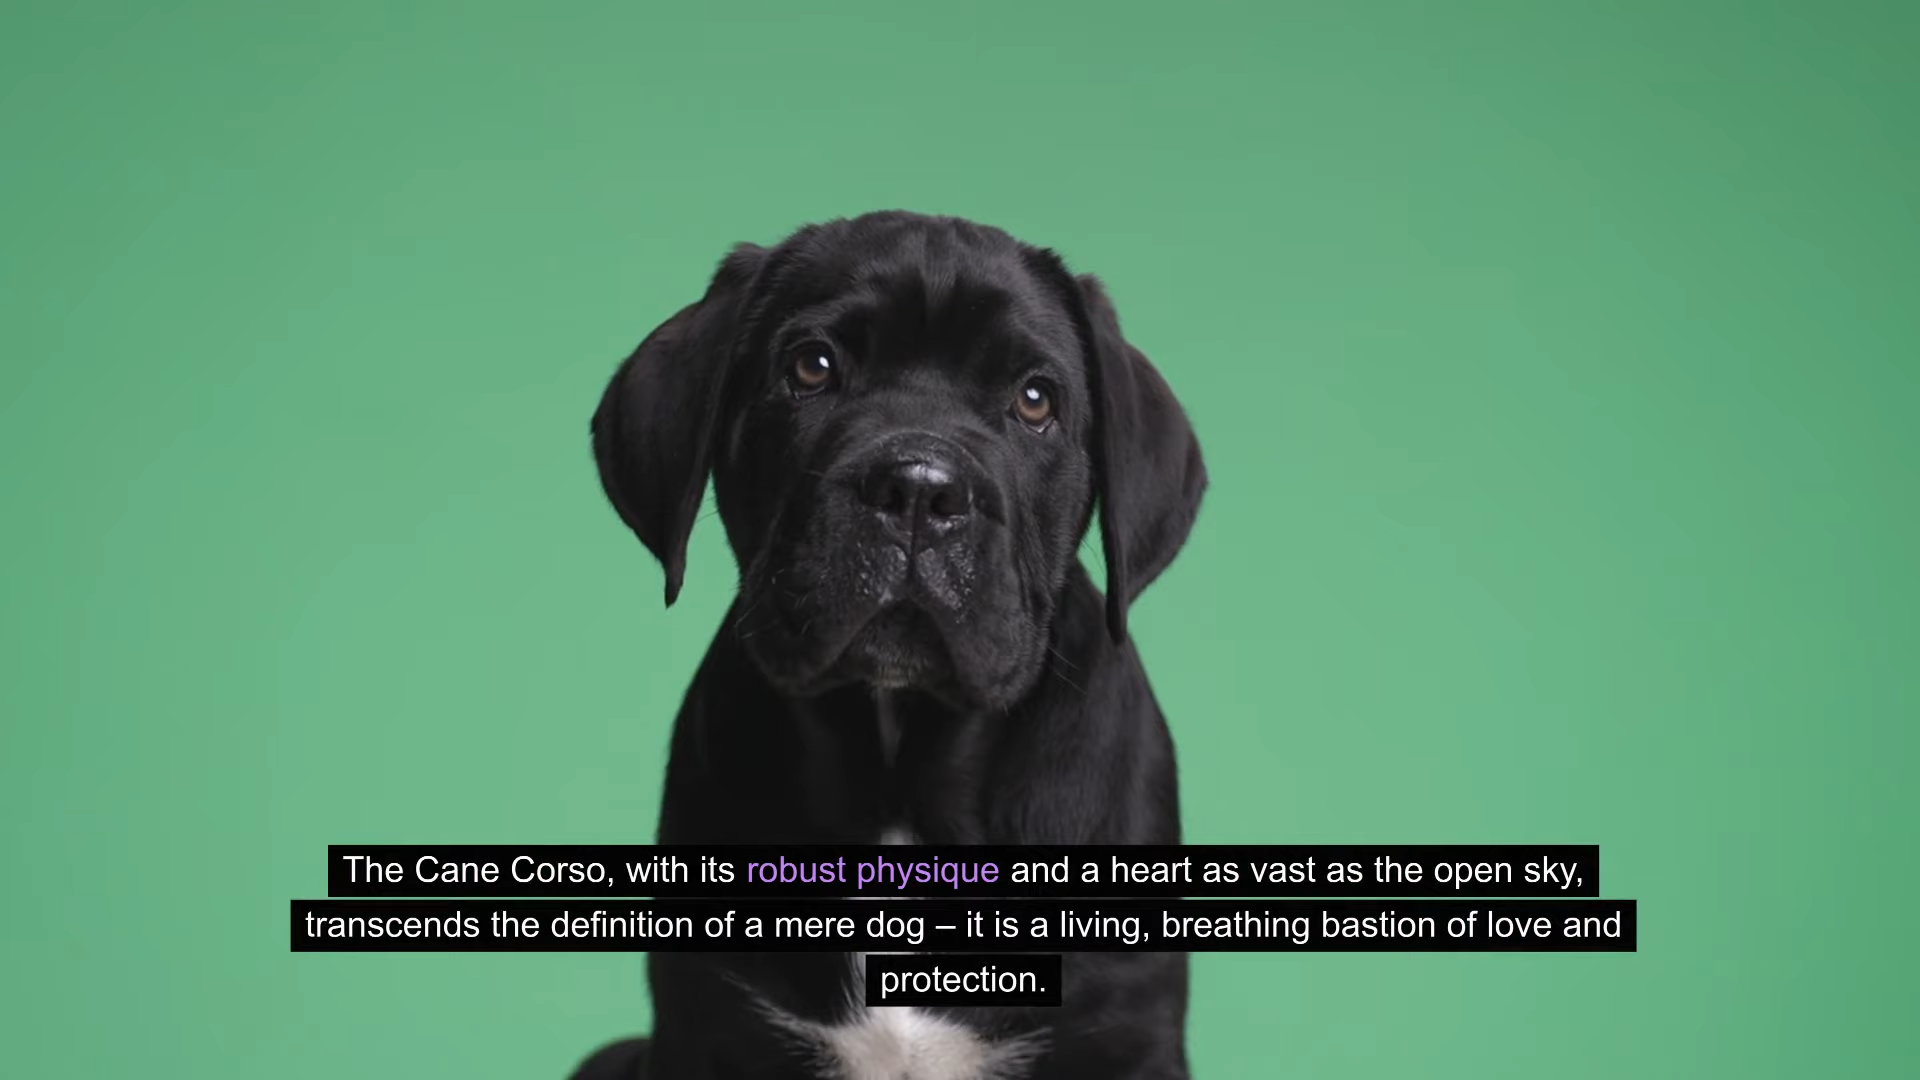 The Cane Corso, with its robust physique and a heart as vast as the open sky,
transcends the definition of a mere dog – it is a living, breathing bastion of love and
protection.